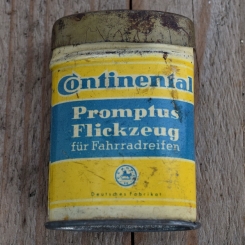 Continental
Promptus
Flickzeug
für Fahrradreifen
Deutsches Fabrikat